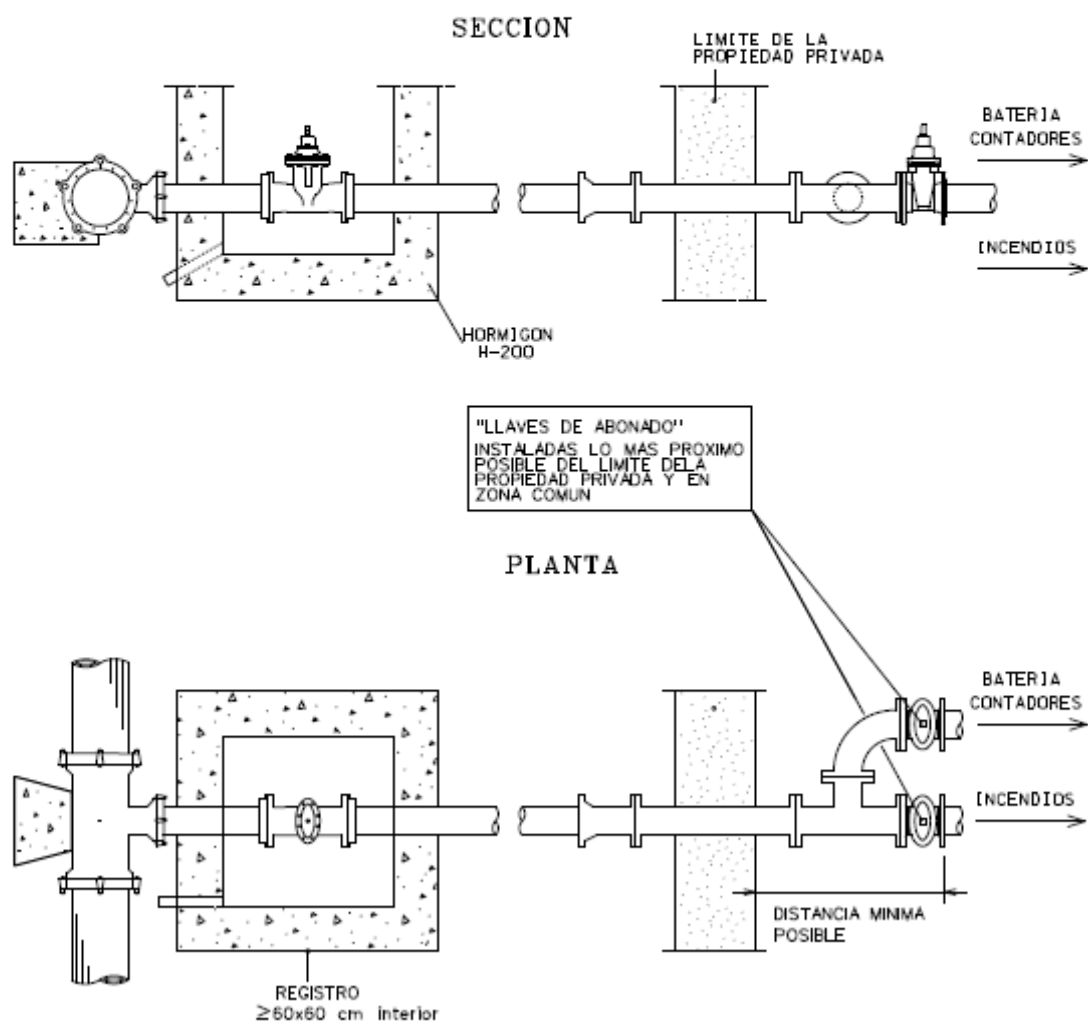 SECCION
LIMITE DE LA
PROPIEDAD PRIVADA
BATERIA
CONTADORES
INCENDIOS
HORMIGON
H-200
"LLAVES DE ABONADO"
INSTALADAS LO MAS PROXIMO
POSIBLE DEL LIMITE DELA
PROPIEDAD PRIVADA Y EN
ZONA COMUN
PLANTA
BATERIA
CONTADORES
INCENDIOS
DISTANCIA MINIMA
POSIBLE
REGISTRO
≥60x60 cm interior